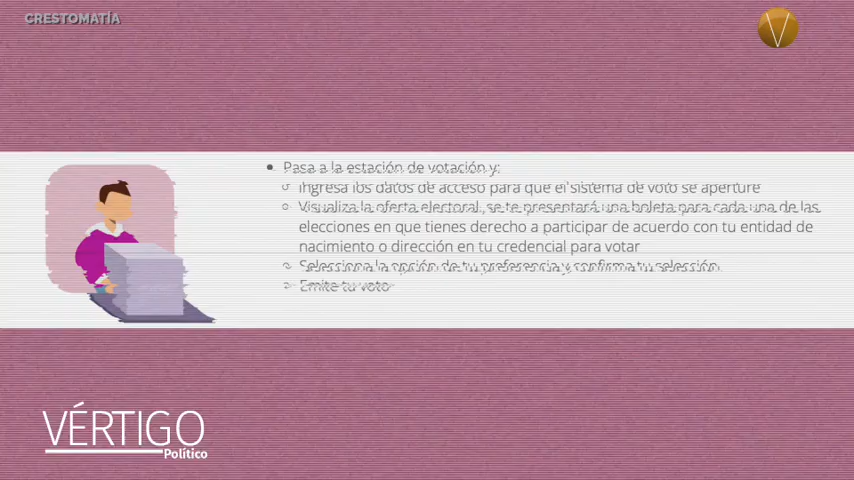 CRESTOMATÍA
V
Pasa a la estación de votación y:
Ingresa los datos de acceso para que el sistema de voto se aperture
Visualiza la oferta electoral, se te presentará una boleta para cada una de las
elecciones en que tienes derecho a participar de acuerdo con tu entidad de
nacimiento o dirección en tu credencial para votar
Selecciona la opción de tu preferencia y confirma tu selección
Emite tu voto
VÉRTIGO
Político